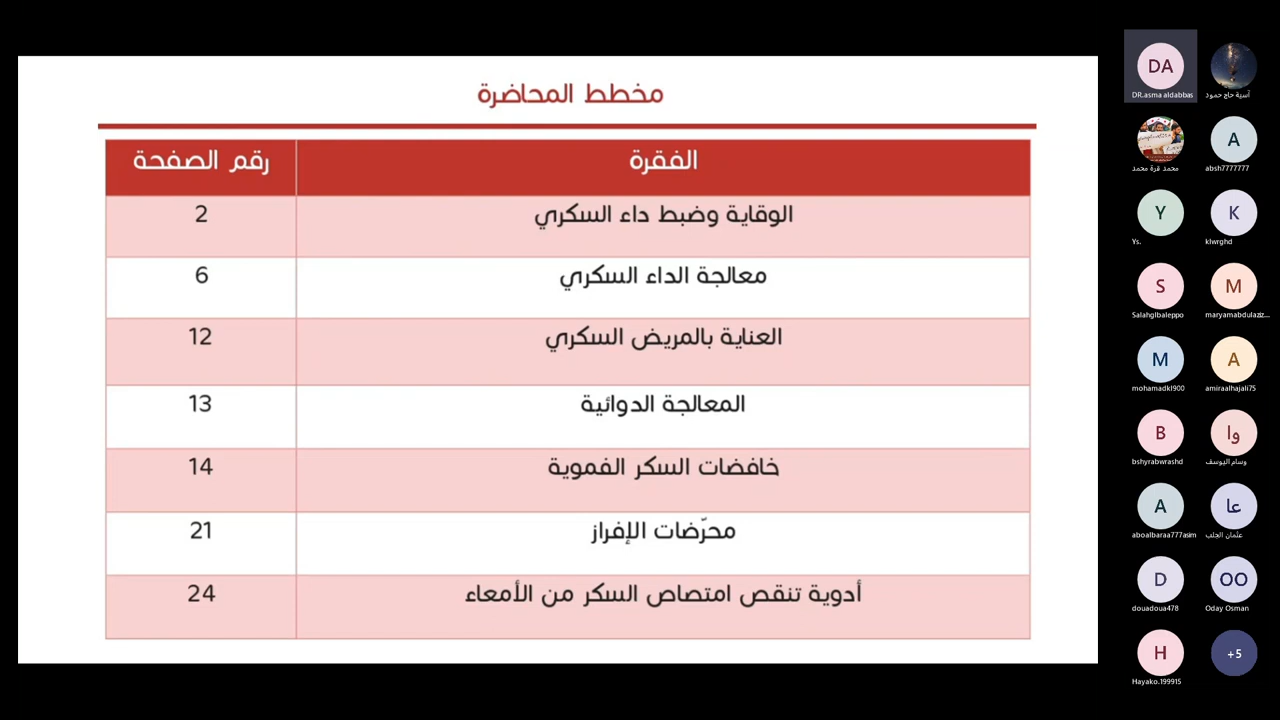 مخطط المحاضرة
الفقرة رقم الصفحة
الوقاية وضبط داء السكري 2
معالجة الداء السكري 6
العناية بالمريض السكري 12
المعالجة الدوائية 13
خافضات السكر الفموية 14
محرّضات الإفراز 21
أدوية تنقص امتصاص السكر من الأمعاء 24
DA
DR.asma aldabbas آسية حاج حمود
A
محمد قرة محمد absh7777777
Y K
Ys. klwrghd
S M
Salahglbaleppo maryamabdulaziz...
M A
mohamadkl900 amiraalhajali75
B وا
bshyrabwrashd وسام اليوسف
A عا
aboalbaraa777asim عثمان الجلب
D OO
douadoua478 Oday Osman
H +5
Hayako.199915